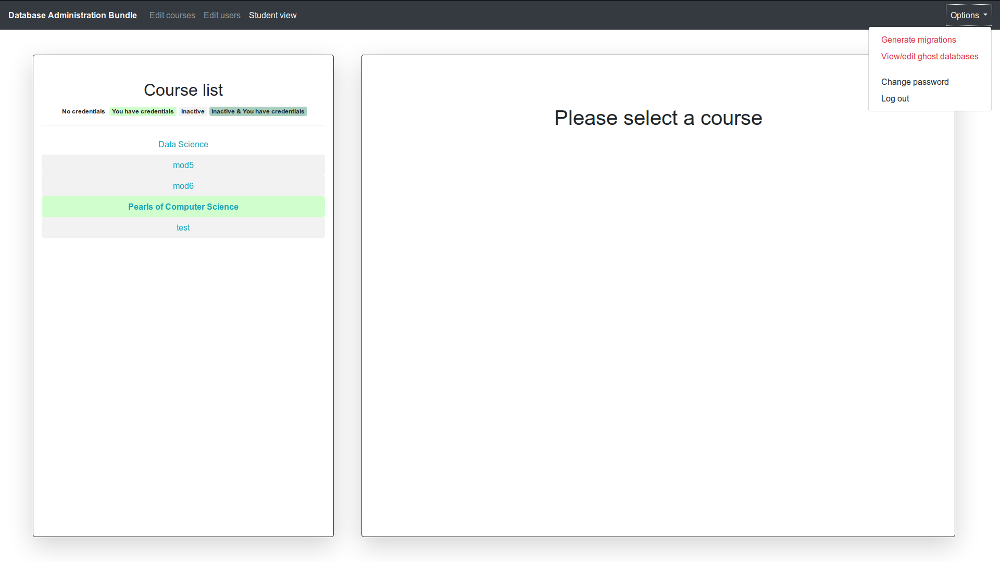 Database Administration Bundle Edit courses Edit users Student view Options
Generate migrations
View/edit ghost databases
Change password
Log out
Course list
No credentials You have credentials Inactive Inactive & You have credentials
Data Science
mod5
mod6
Pearls of Computer Science
test
Please select a course